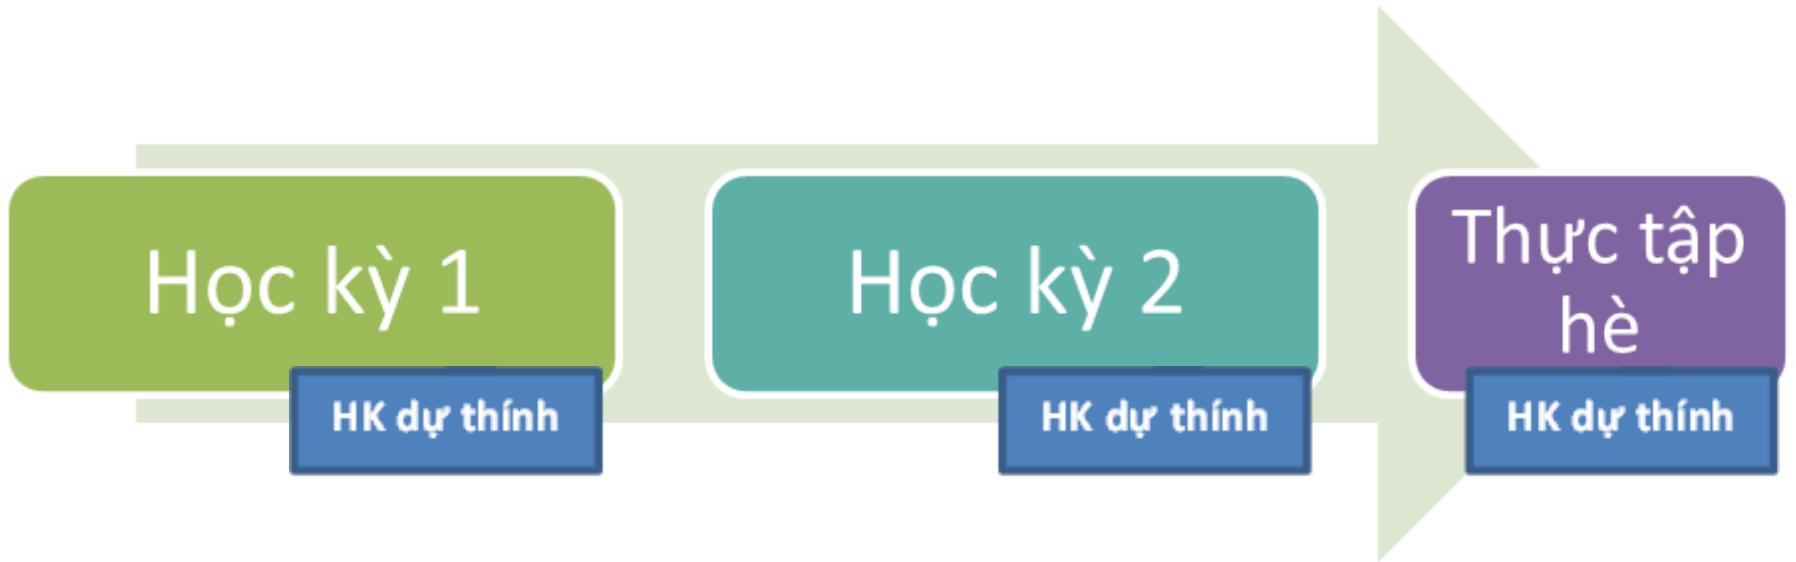 Học kỳ 1
Học kỳ 2
Thực tập
hè
HK dự thính
HK dự thính
HK dự thính